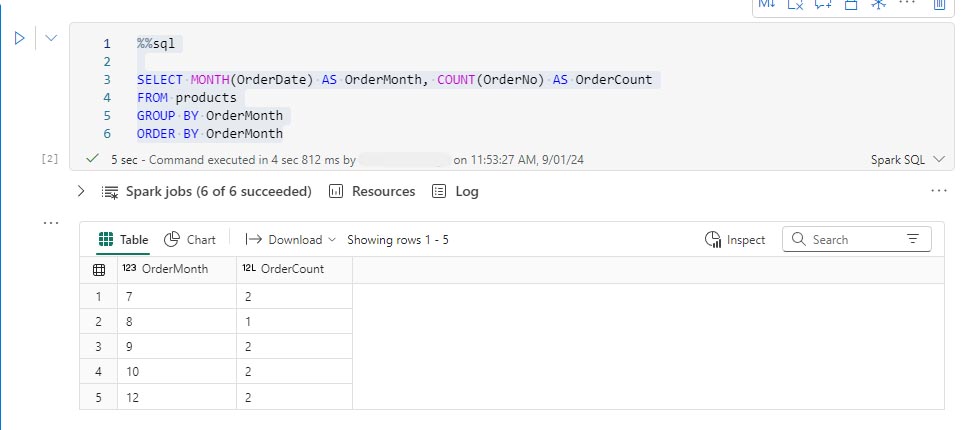 M↓
1 %%sql
2
3 SELECT MONTH(OrderDate) AS OrderMonth, COUNT(OrderNo) AS OrderCount
4 FROM products
5 GROUP BY OrderMonth
6 ORDER BY OrderMonth
[2] 5 sec - Command executed in 4 sec 812 ms by on 11:53:27 AM, 9/01/24 Spark SQL
Spark jobs (6 of 6 succeeded) Resources Log
Table Chart Download Showing rows 1 - 5 Inspect Search
123 OrderMonth 12L OrderCount
1 7 2
2 8 1
3 9 2
4 10 2
5 12 2